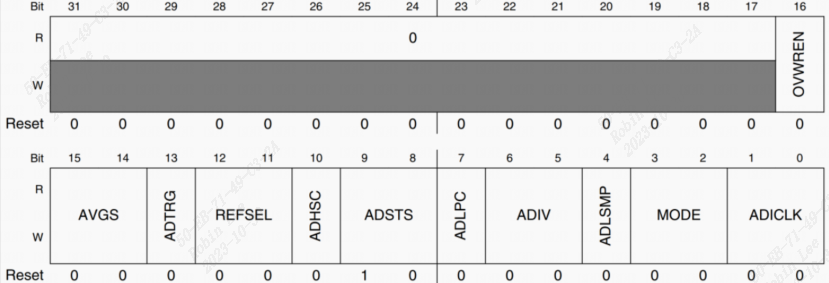 Bit 31 30 29 28 27 26 25 24 23 22 21 20 19 18 17 16
R 0 OVWREN
W
Reset 0 0 0 0 0 0 0 0 0 0 0 0 0 0 0 0
Bit 15 14 13 12 11 10 9 8 7 6 5 4 3 2 1 0
R
AVGS ADTRG REFSEL ADHSC ADSTS ADLPC ADIV ADLSMP MODE ADICLK
W
Reset 0 0 0 0 0 0 1 0 0 0 0 0 0 0 0 0